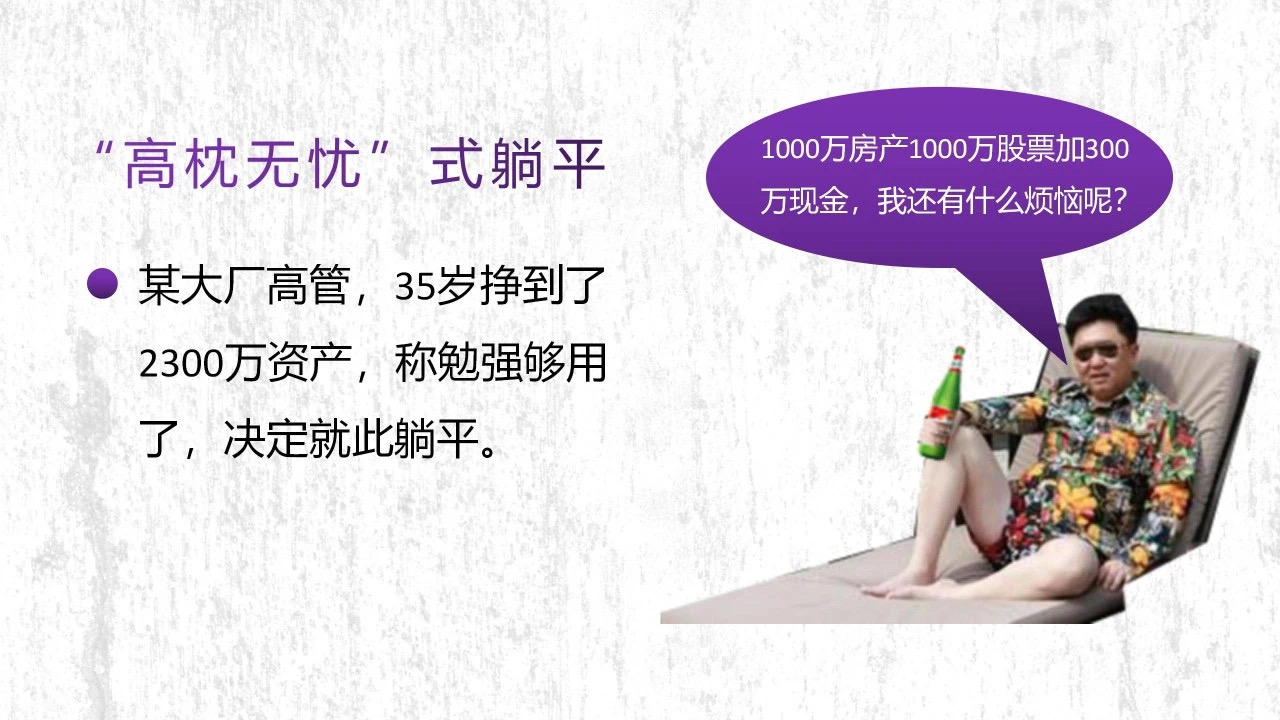 “高枕无忧”式躺平
某大厂高管，35岁挣到了
2300万资产，称勉强够用
了，决定就此躺平。
1000万房产1000万股票加300
万现金，我还有什么烦恼呢？